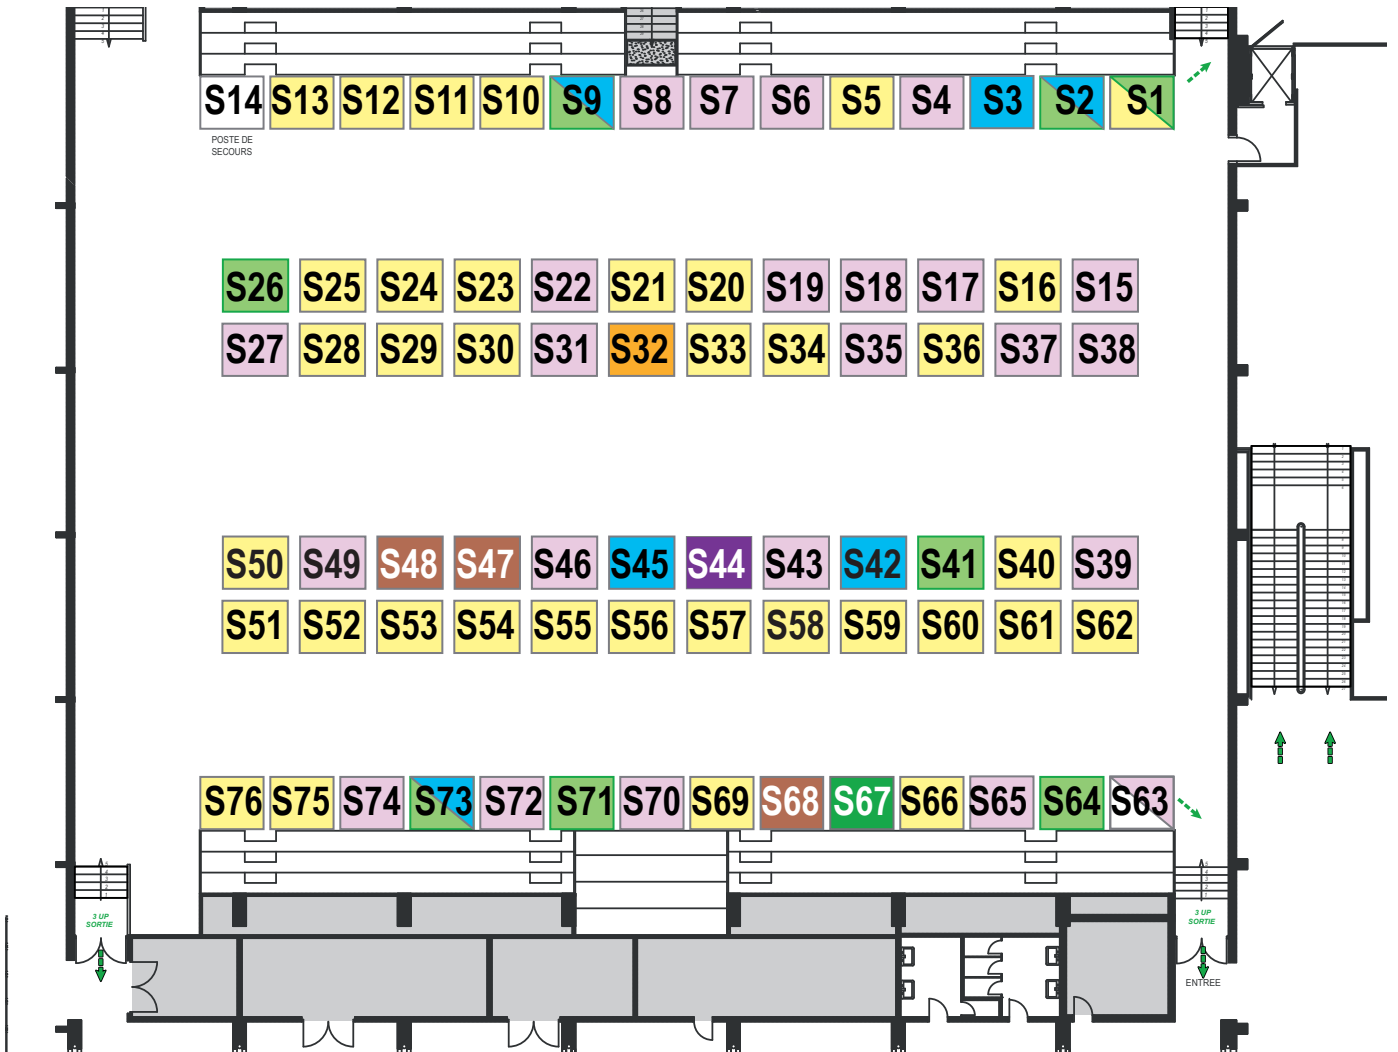 S14 S13 S12 S11 S10 S9 S8 S7 S6 S5 S4 S3 S2 S1
POSTE DE
SECOURS
S26 S25 S24 S23 S22 S21 S20 S19 S18 S17 S16 S15
S27 S28 S29 S30 S31 S32 S33 S34 S35 S36 S37 S38
S50 S49 S48 S47 S46 S45 S44 S43 S42 S41 S40 S39
S51 S52 S53 S54 S55 S56 S57 S58 S59 S60 S61 S62
S76 S75 S74 S73 S72 S71 S70 S69 S68 S67 S66 S65 S64 S63
3 UP
SORTIE
3 UP
SORTIE
ENTREE